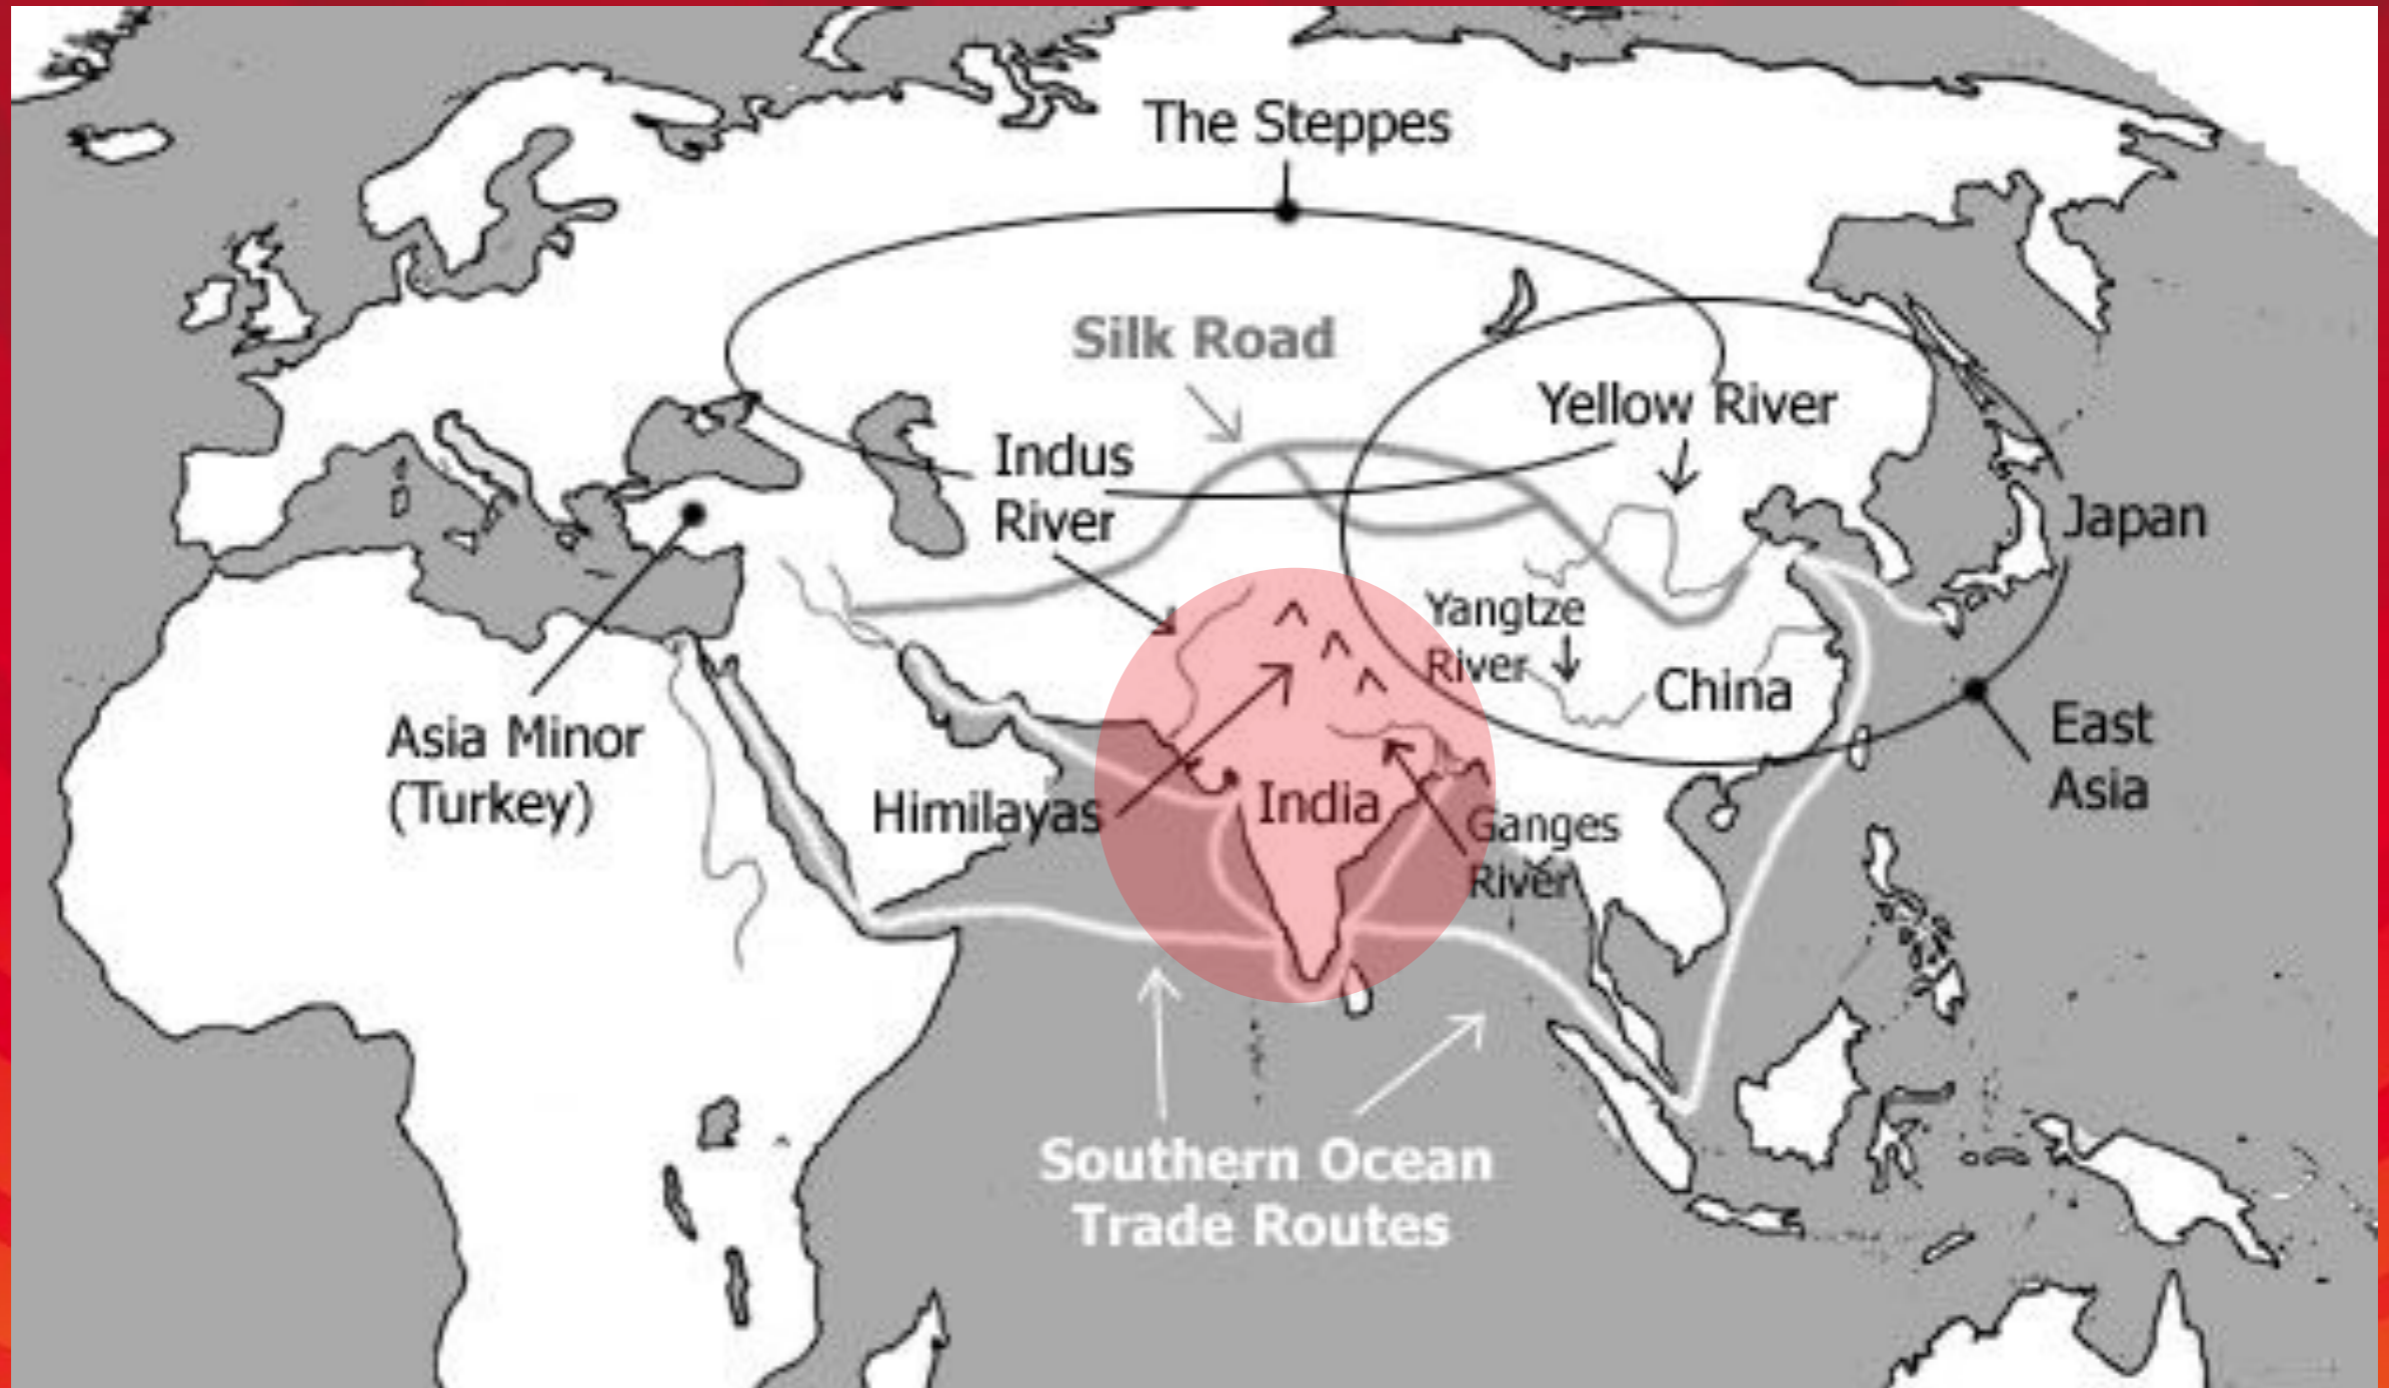 The Steppes
Silk Road
Yellow River
Indus
River
Japan
Yangtze
River
China
Asia Minor
(Turkey)
East
Asia
Himilayas
India
Ganges
River
Southern Ocean
Trade Routes